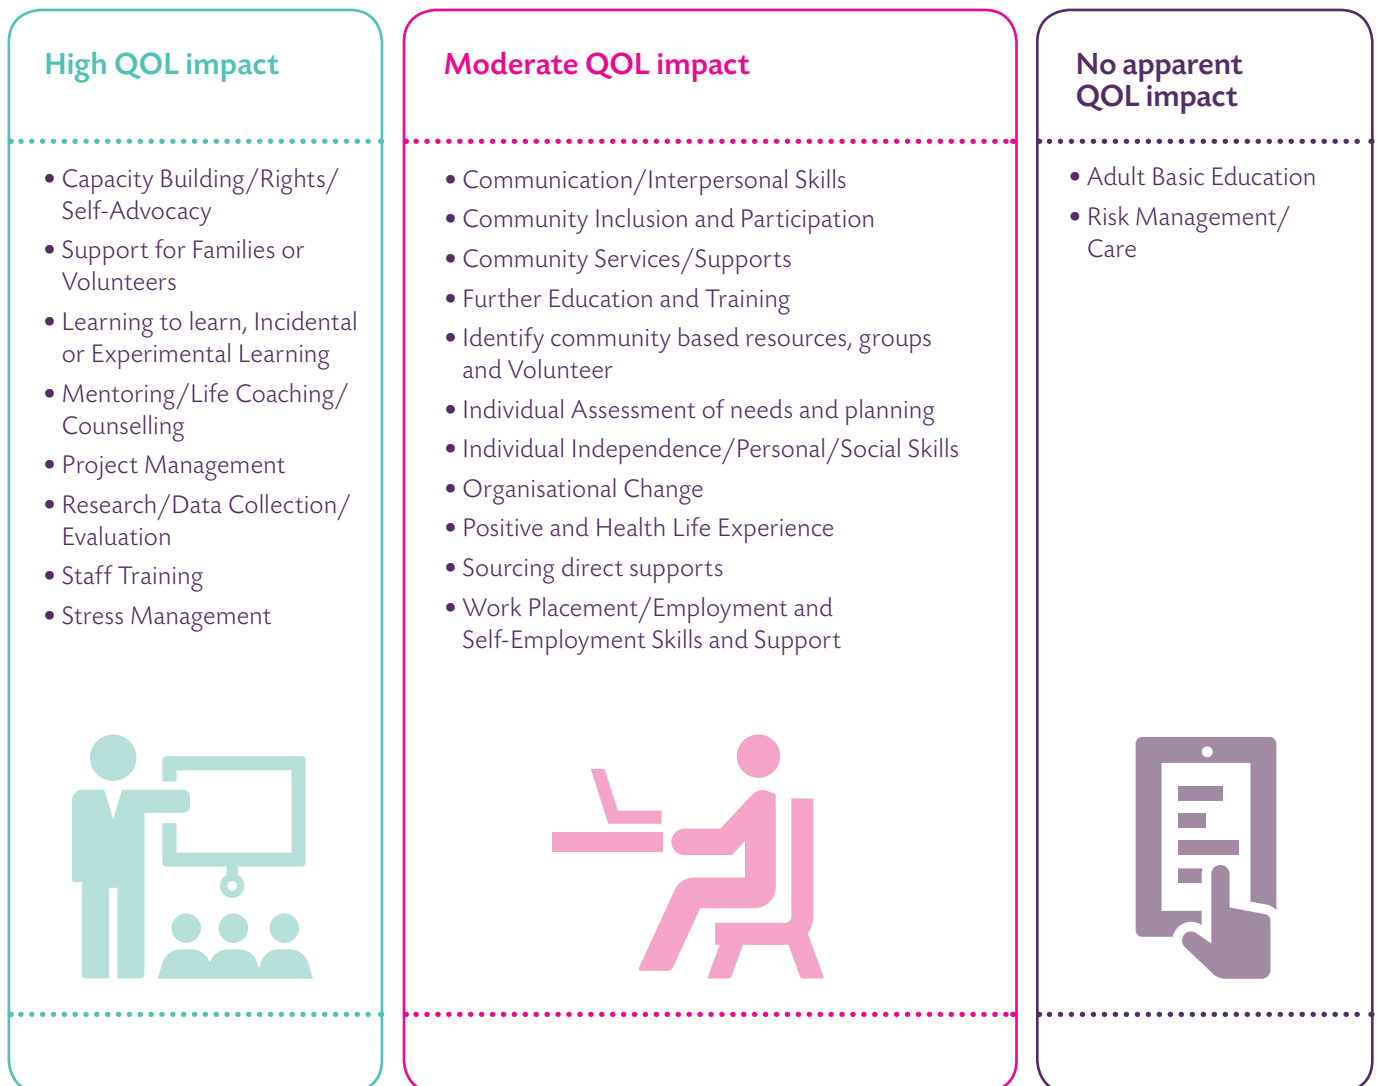 High QOL impact
• Capacity Building/Rights/
Self-Advocacy
• Support for Families or
Volunteers
• Learning to learn, Incidental
or Experimental Learning
• Mentoring/Life Coaching/
Counselling
• Project Management
• Research/Data Collection/
Evaluation
• Staff Training
• Stress Management
Moderate QOL impact
• Communication/Interpersonal Skills
• Community Inclusion and Participation
• Community Services/Supports
• Further Education and Training
• Identify community based resources, groups
and Volunteer
• Individual Assessment of needs and planning
• Individual Independence/Personal/Social Skills
• Organisational Change
• Positive and Health Life Experience
• Sourcing direct supports
• Work Placement/Employment and
Self-Employment Skills and Support
No apparent
QOL impact
• Adult Basic Education
• Risk Management/
Care